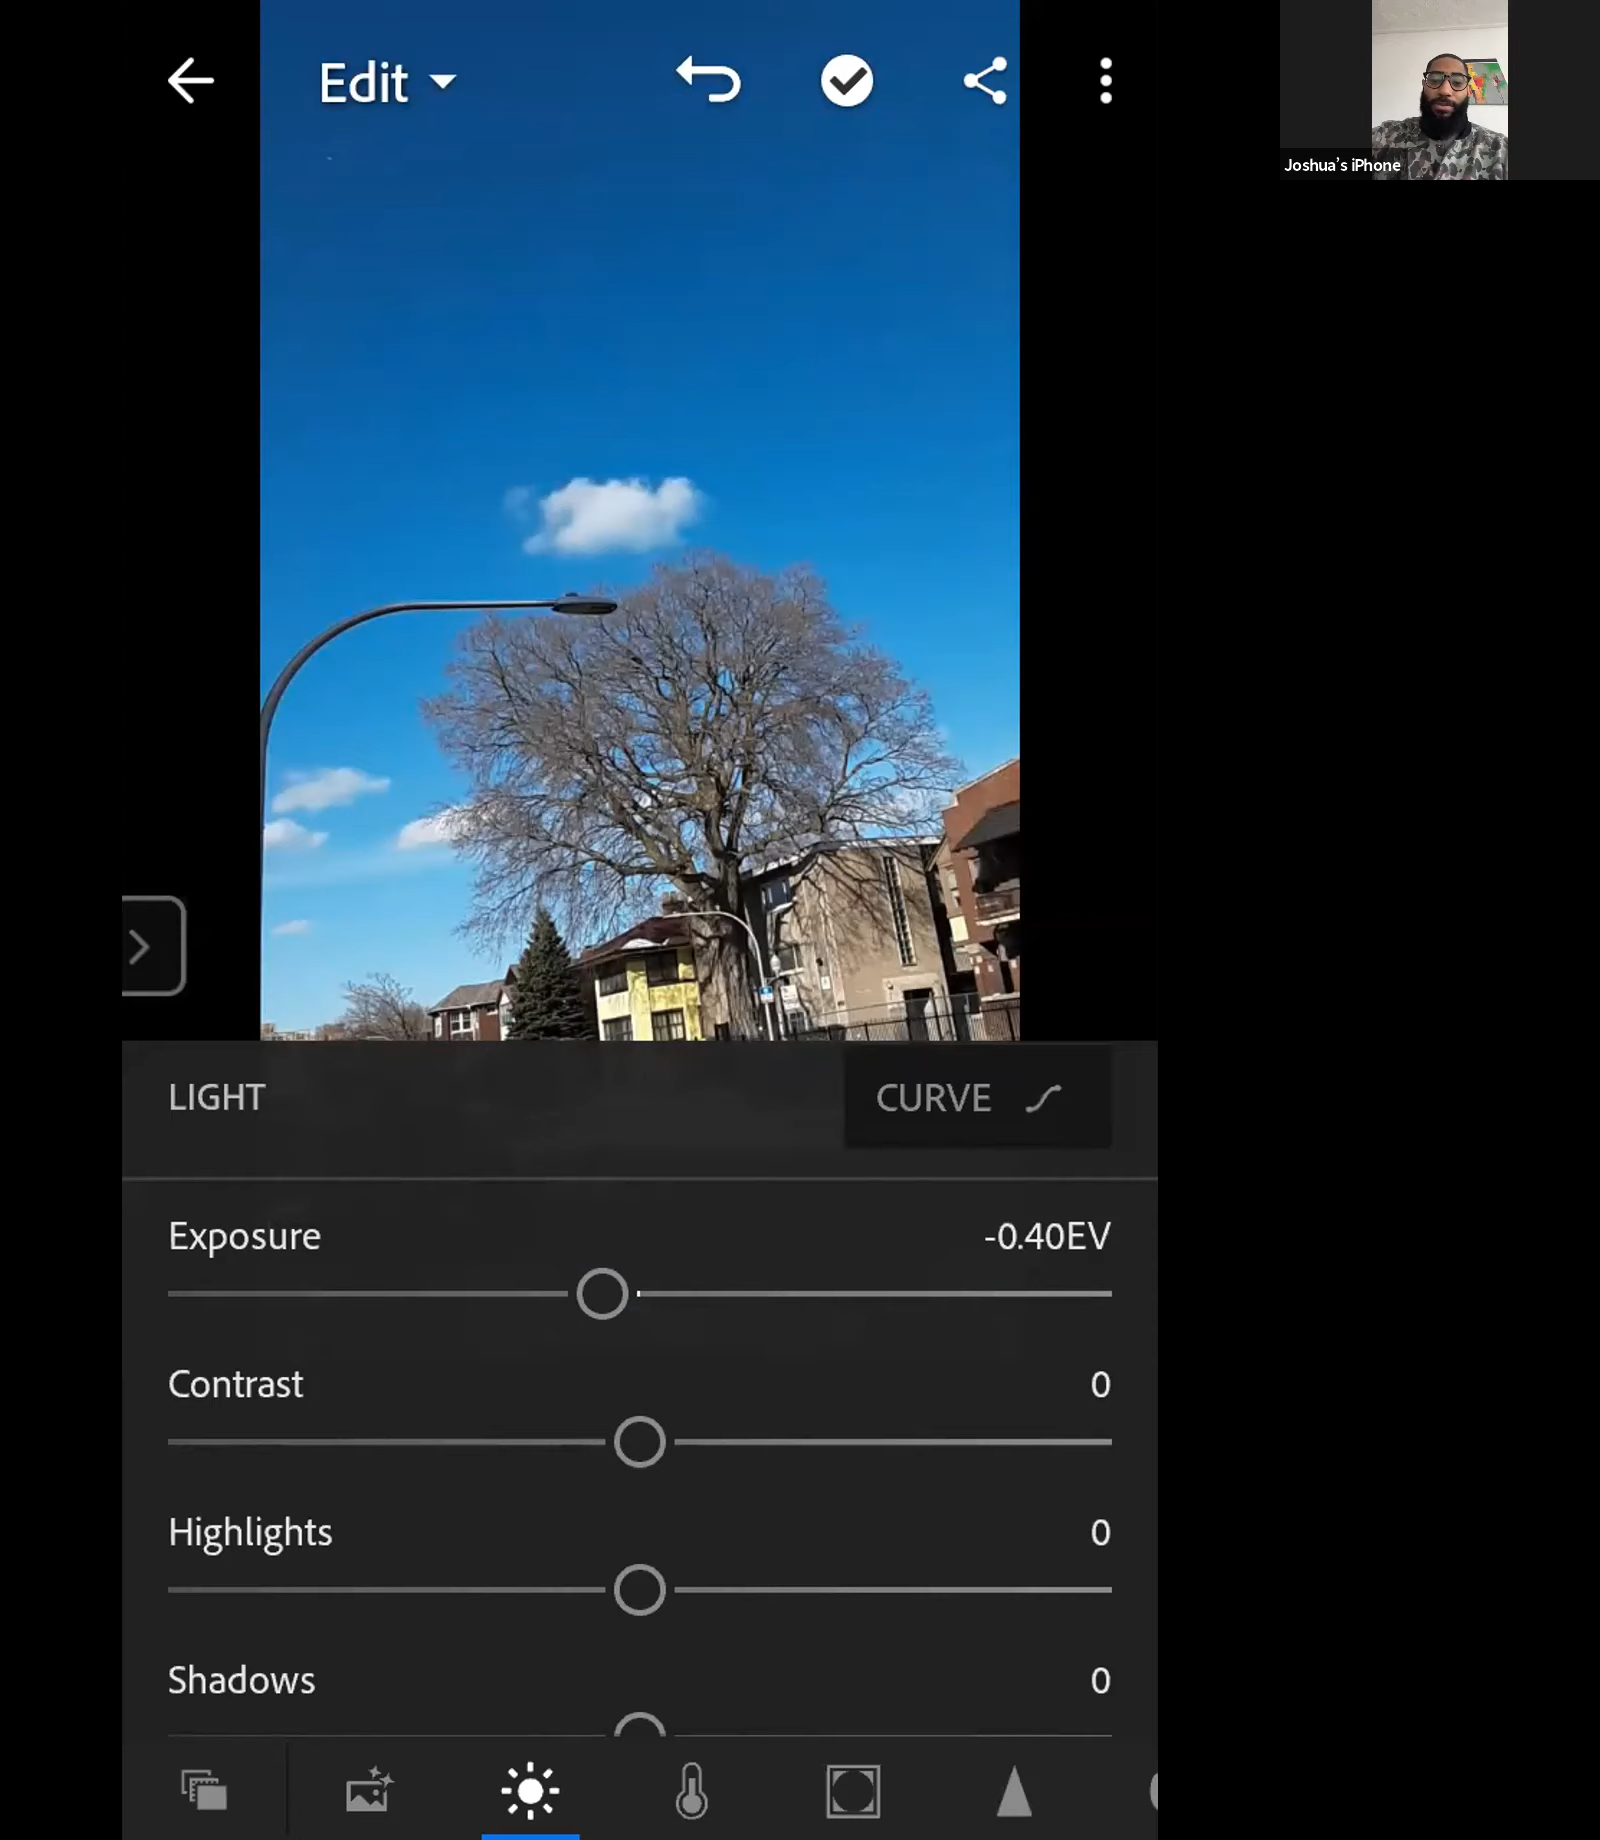 Edit
Joshua's iPhone
LIGHT
CURVE
Exposure
-0.40EV
Contrast
0
Highlights
0
Shadows
0